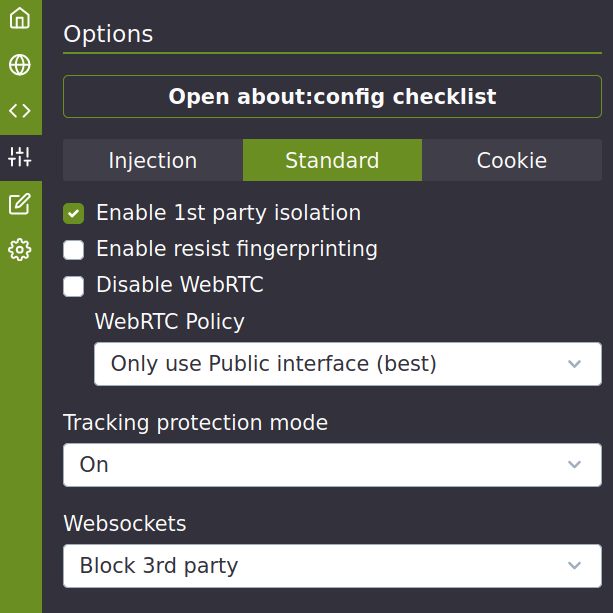 Options
Open about:config checklist
Injection Standard Cookie
Enable 1st party isolation
Enable resist fingerprinting
Disable WebRTC
WebRTC Policy
Only use Public interface (best)
Tracking protection mode
On
Websockets
Block 3rd party